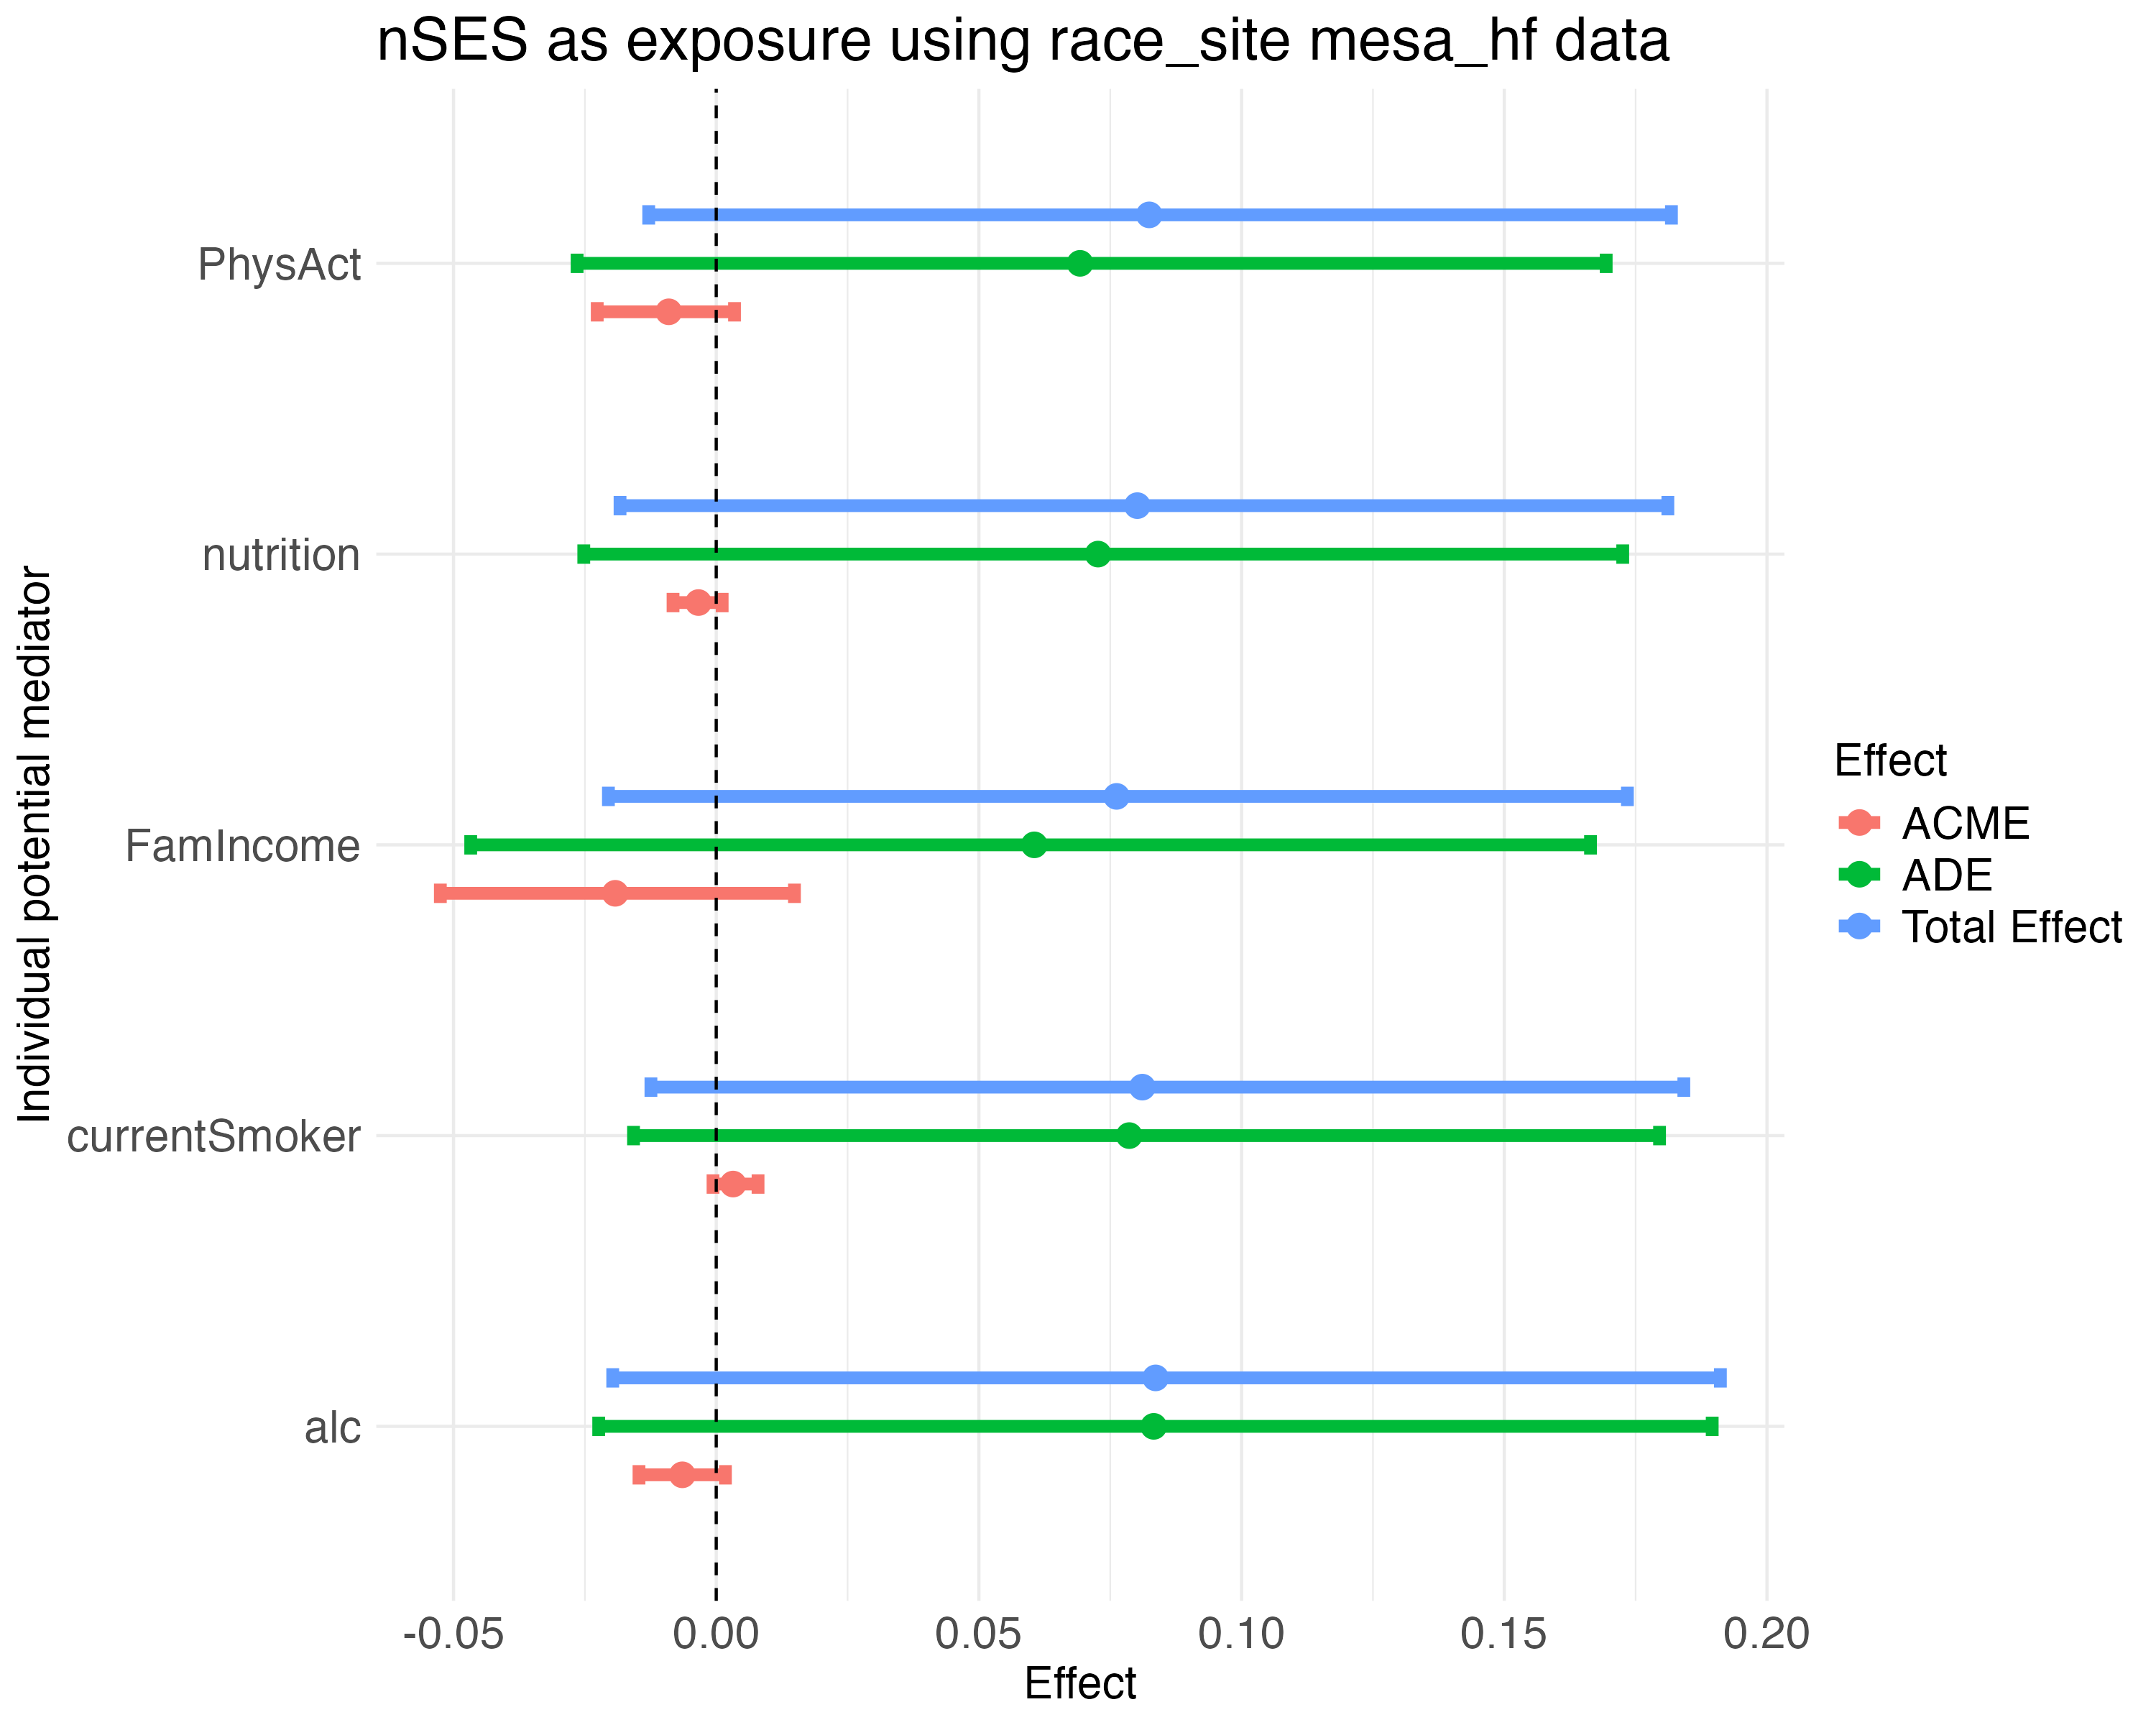 nSES as exposure using race_site mesa_hf data
Individual potential mediator
PhysAct
nutrition
FamIncome
currentSmoker
alc
-0.05 0.00 0.05 0.10 0.15 0.20
Effect
Effect
ACME
ADE
Total Effect